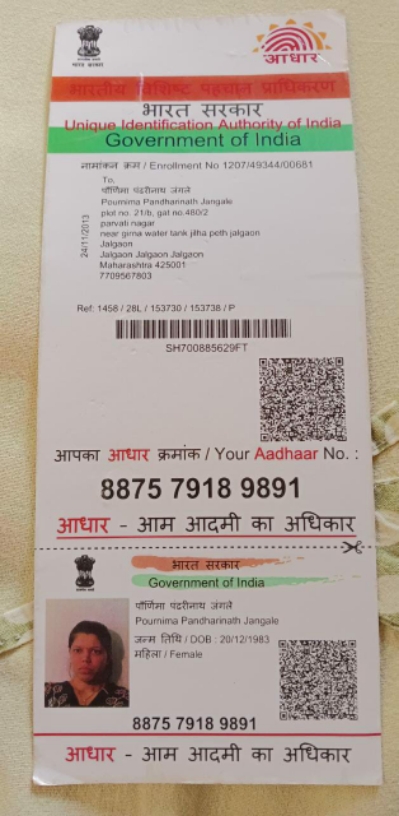 भारत सरकार
आधार
भारतीय विशिष्ट पहचान प्राधिकरण
भारत सरकार
Unique Identification Authority of India
Government of India
नामांकन क्रम / Enrollment No 1207/49344/00681
To,
पौर्णिमा पंढरीनाथ जंगले
Pournima Pandharinath Jangale
plot no. 21/b, gat no.480/2
parvati nagar
near girna water tank jilha peth jalgaon
Jalgaon
Jalgaon Jalgaon Jalgaon
Maharashtra 425001
7709567803
24/11/2013
Ref: 1458 / 28L / 153730 / 153738 / P
SH700885629FT
आपका आधार क्रमांक / Your Aadhaar No. :
8875 7918 9891
आधार - आम आदमी का अधिकार
भारत सरकार
Government of India
पौर्णिमा पंढरीनाथ जंगले
Pournima Pandharinath Jangale
जन्म तिथि / DOB : 20/12/1983
महिला / Female
8875 7918 9891
आधार - आम आदमी का अधिकार